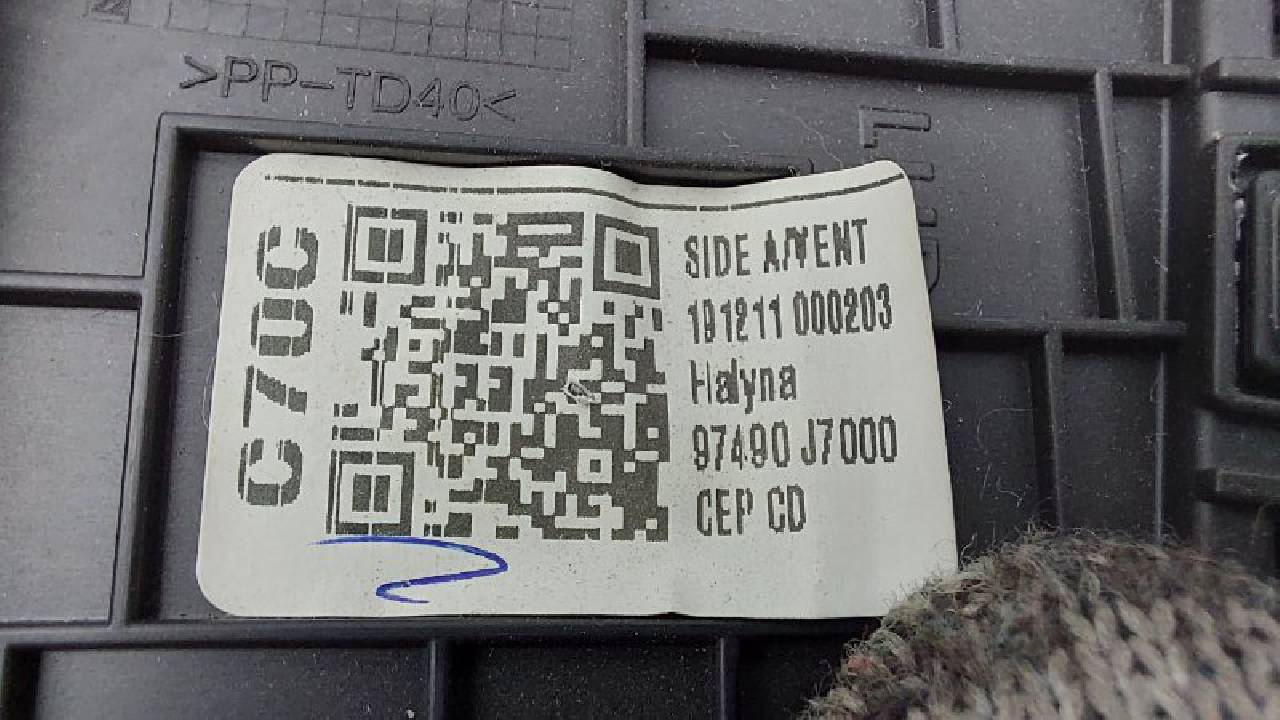 >PP-TD40<
C70C
SIDE A/VENT
191211 000203
Halyna
97490 J7000
CEP CD